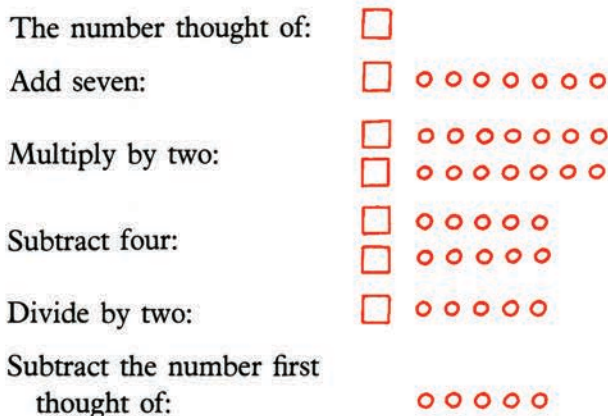 The number thought of:
Add seven:
Multiply by two:
Subtract four:
Divide by two:
Subtract the number first
thought of: